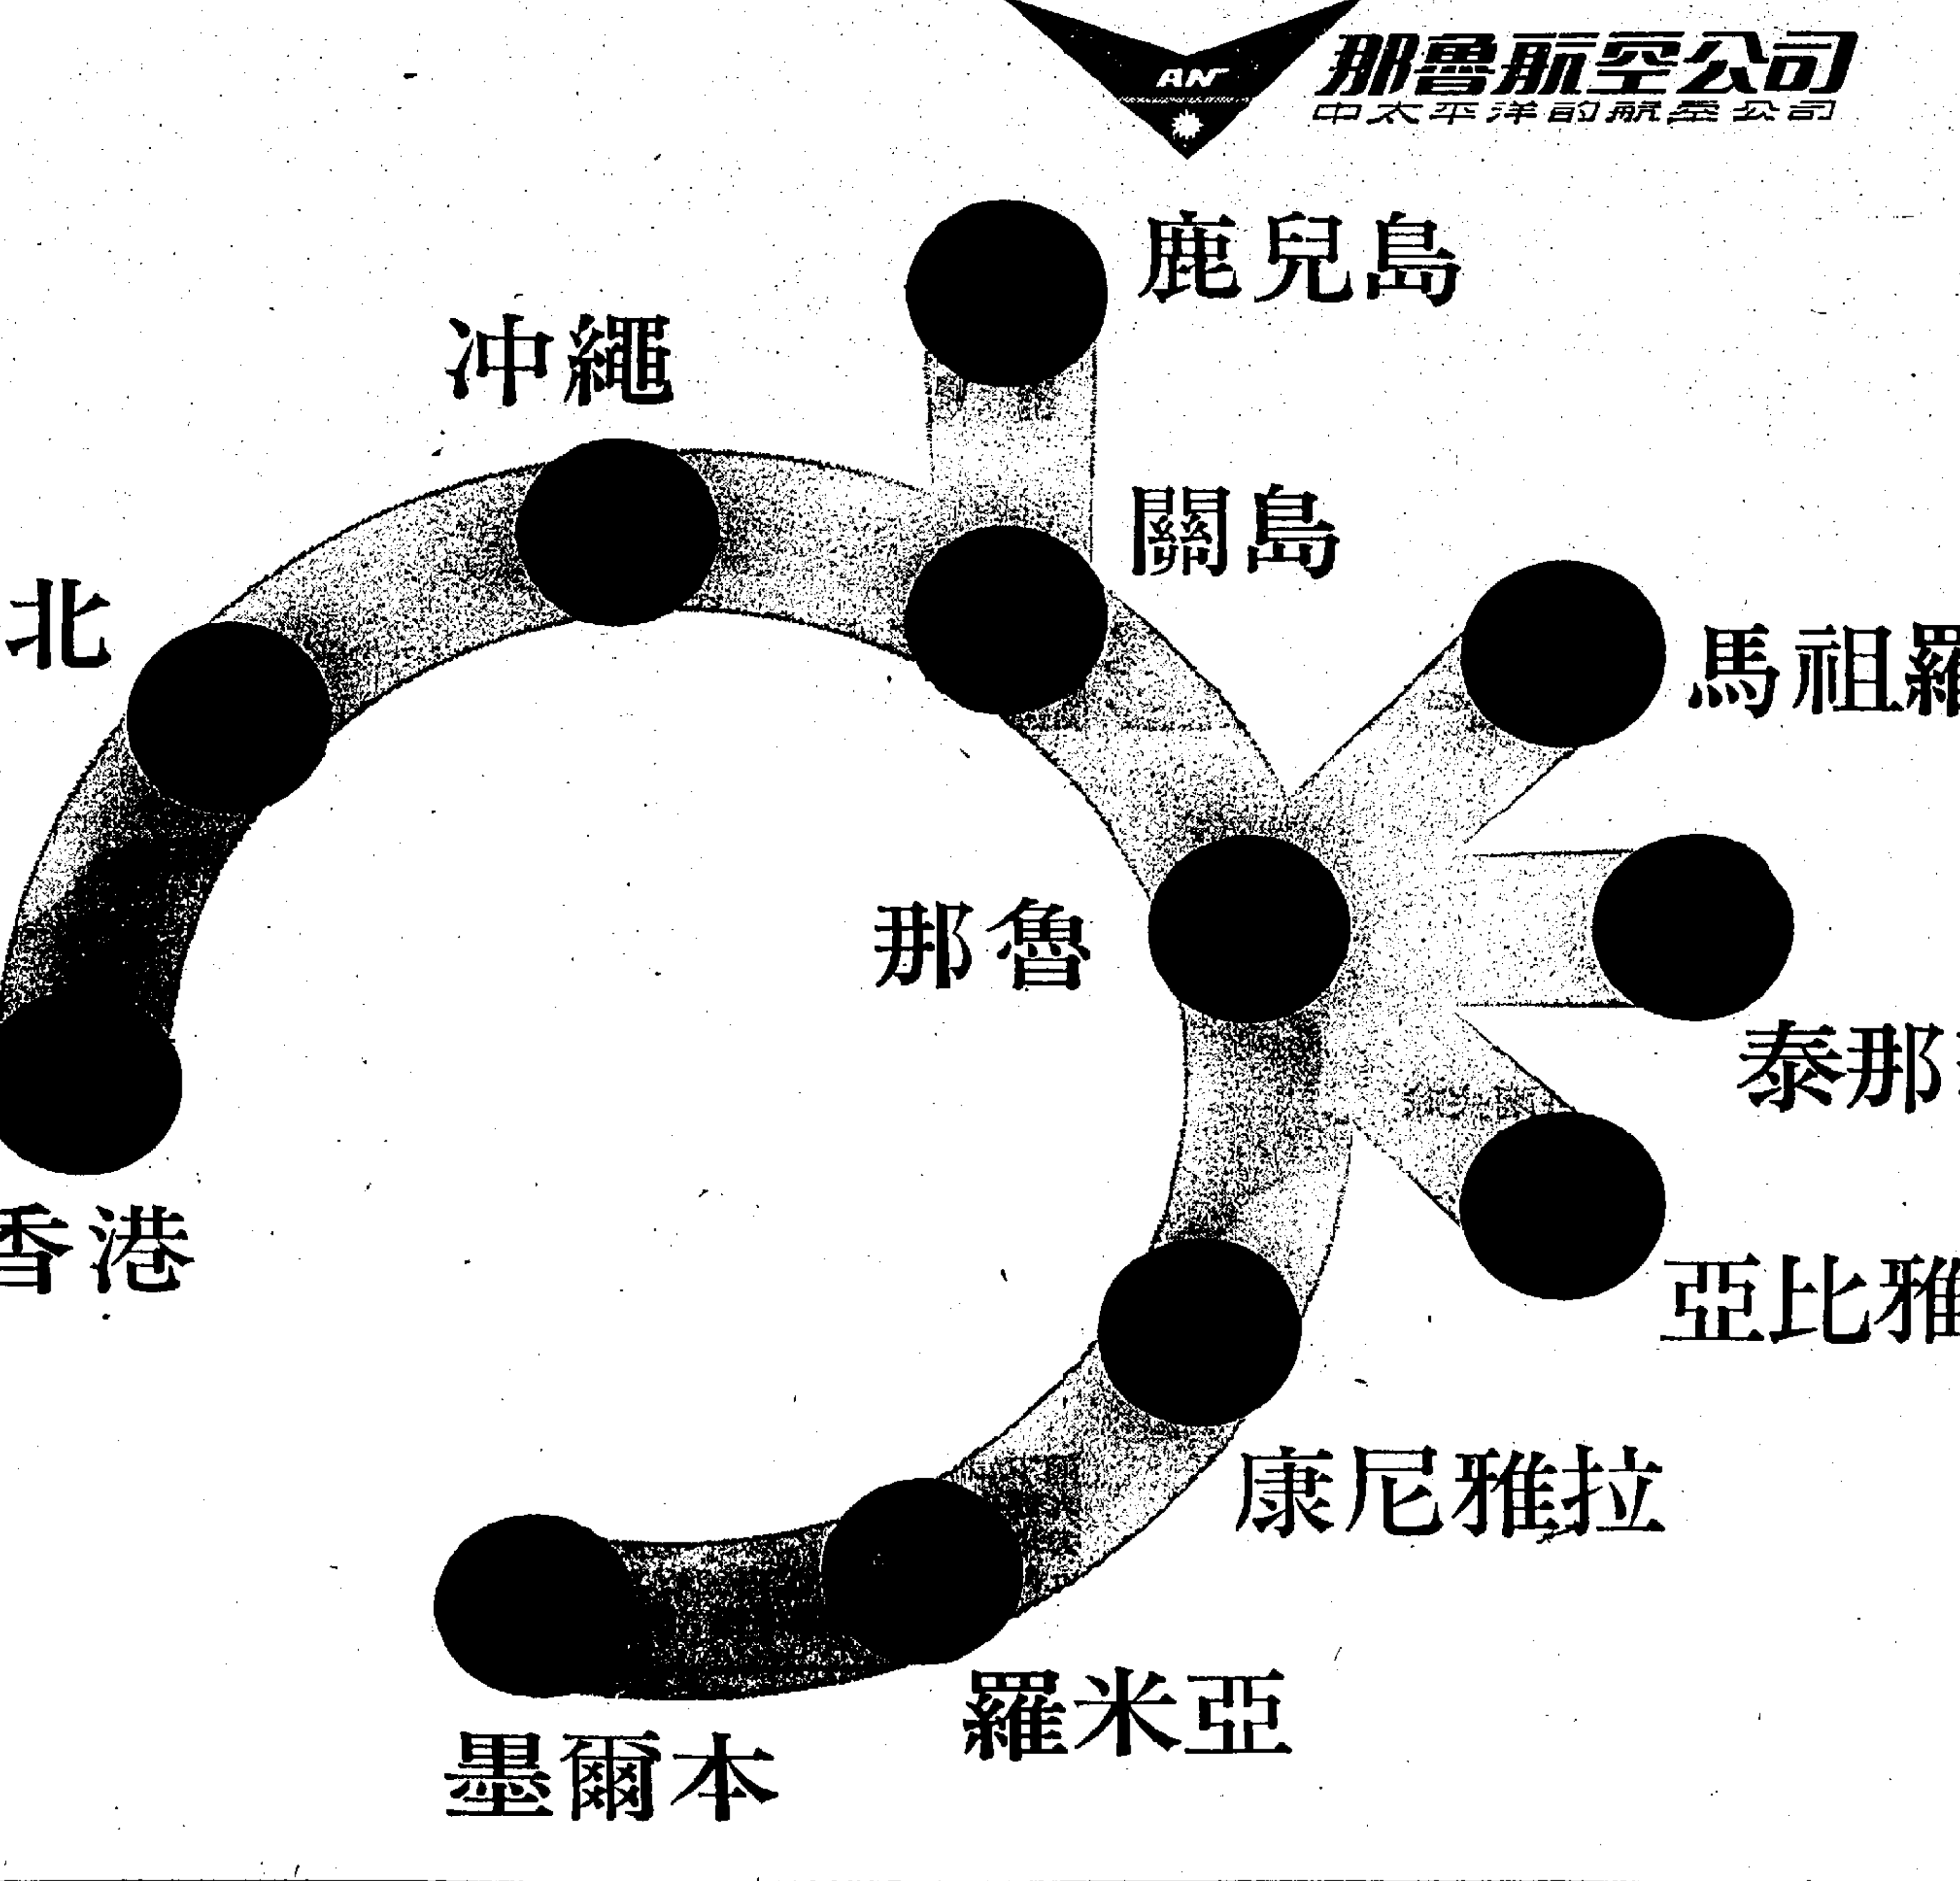 AN
那魯航空公司
中太平洋的航空公司
鹿兒島
冲繩
關島
北
馬祖羅
那魯
泰那
香港
亞比雅
康尼雅拉
羅米亞
墨爾本